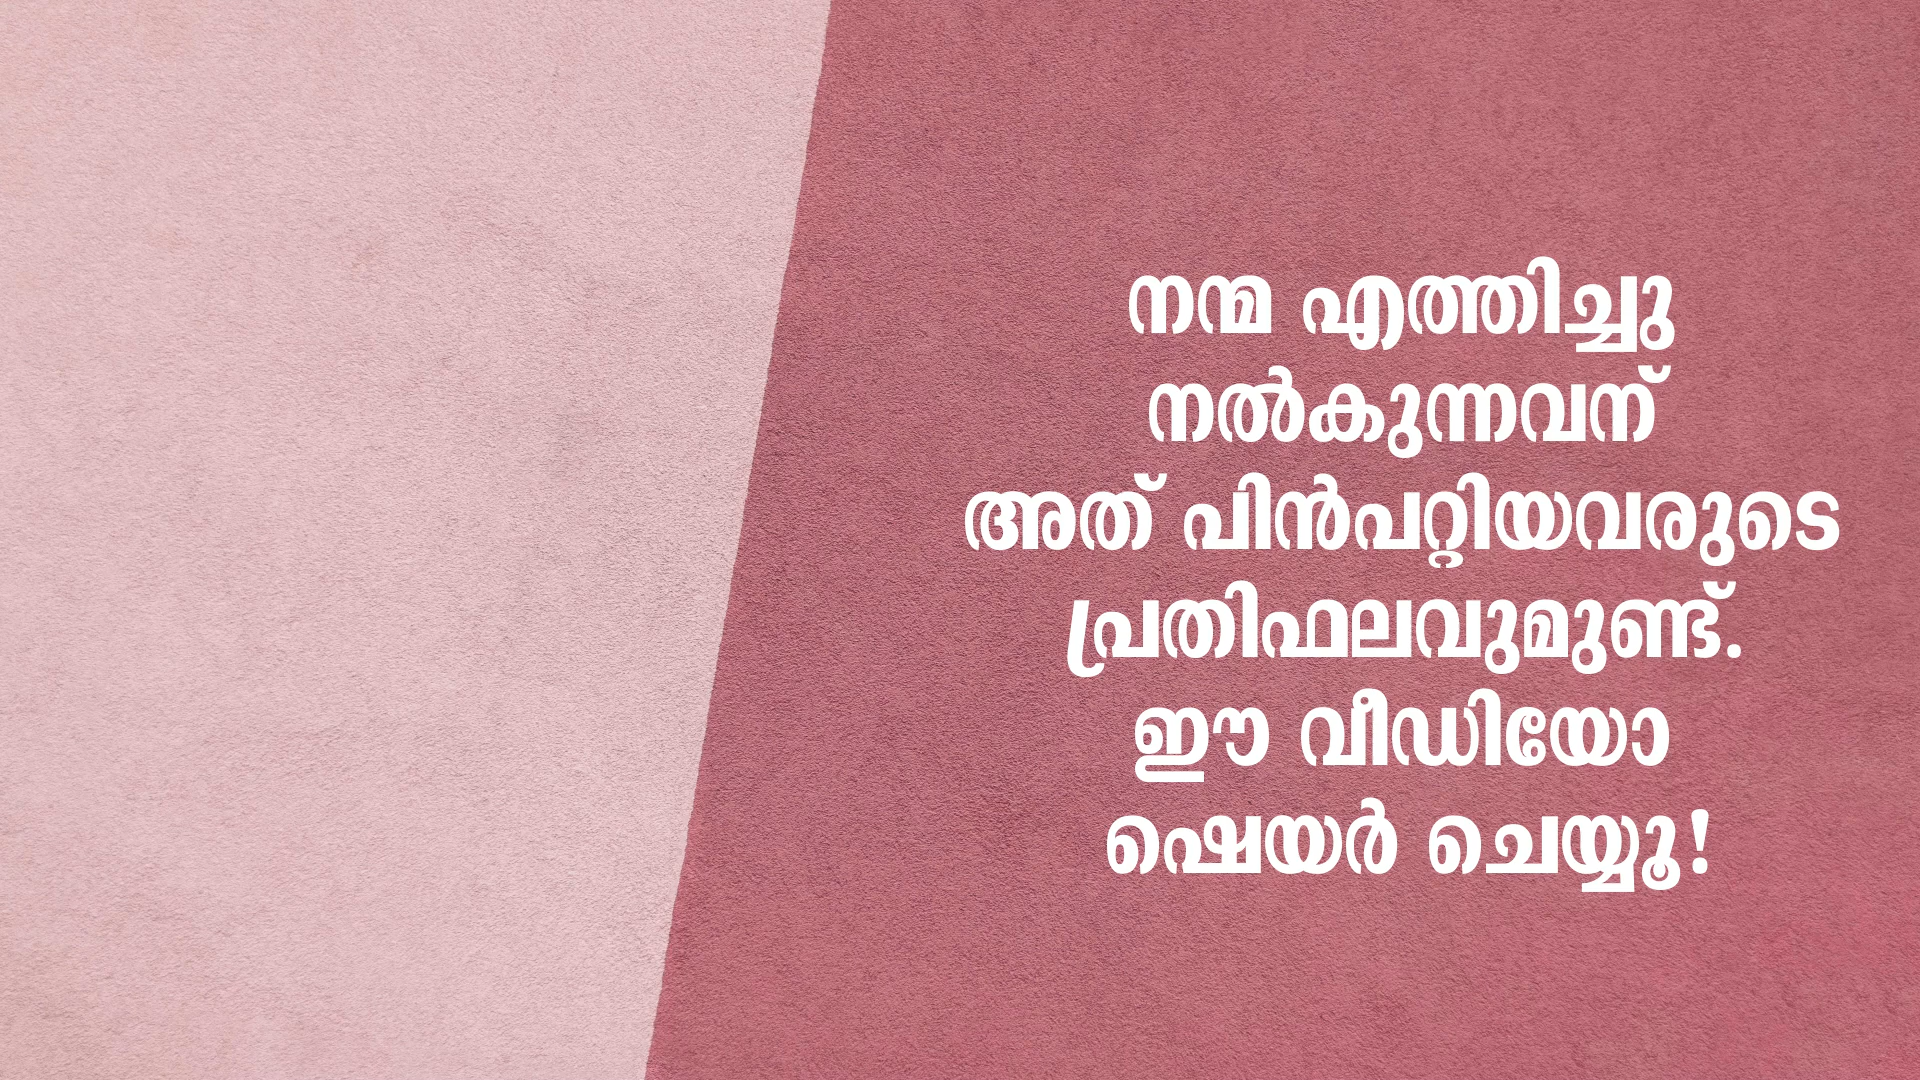 നന്മ എത്തിച്ചു
നൽകുന്നവന്
അത് പിൻപറ്റിയവരുടെ
പ്രതിഫലവുമുണ്ട്.
ഈ വീഡിയോ
ഷെയർ ചെയ്യൂ!